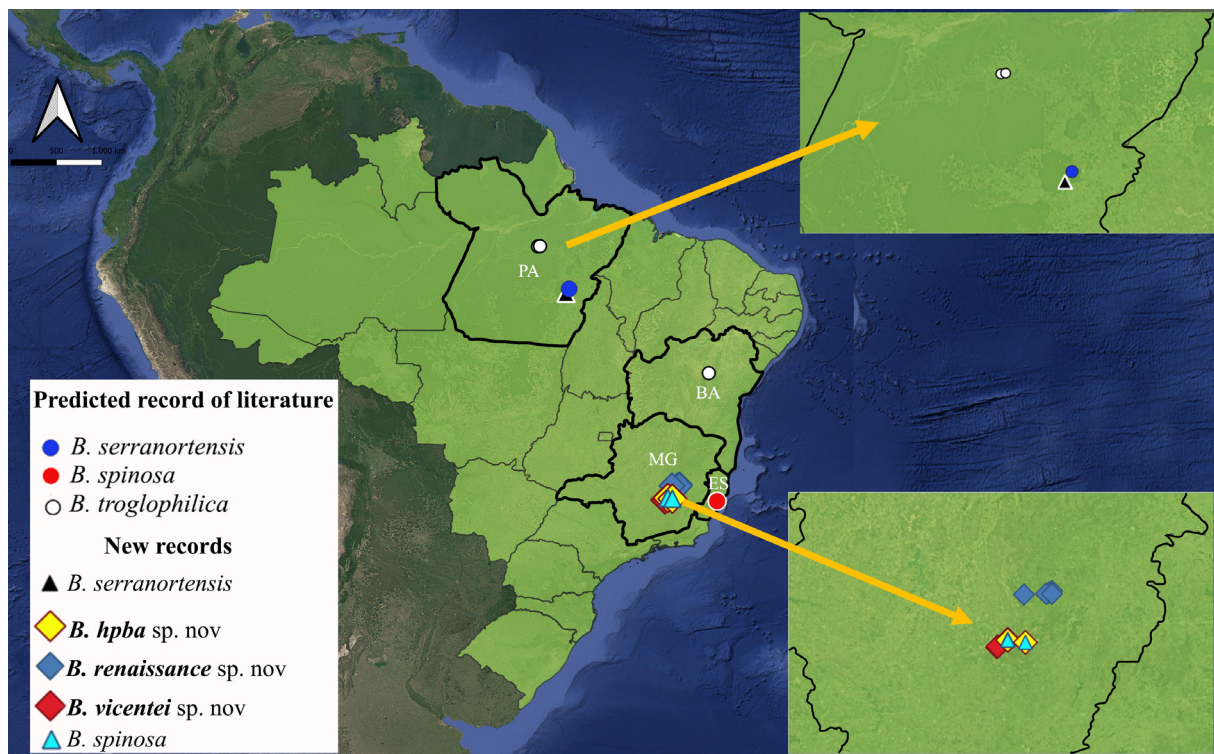 0 500 1.000 km
PA
BA
MG
ES
Predicted record of literature
B. serranortensis
B. spinosa
B. troglophilica
New records
B. serranortensis
B. hpba sp. nov
B. renaissance sp. nov
B. vicentei sp. nov
B. spinosa